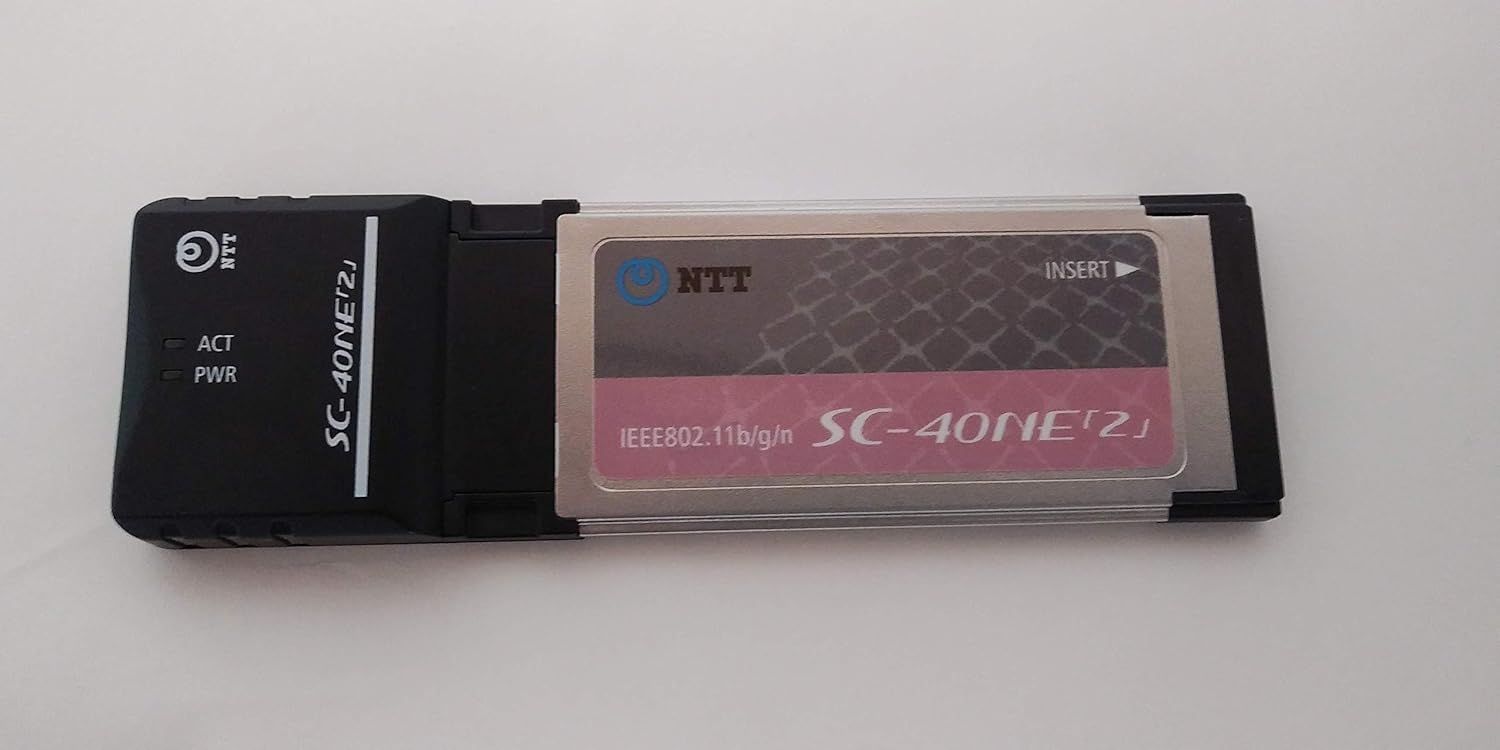 NTT
ACT
PWR
SC-40NE「2」
NTT
INSERT
IEEE802.11b/g/n SC-40NE「2」